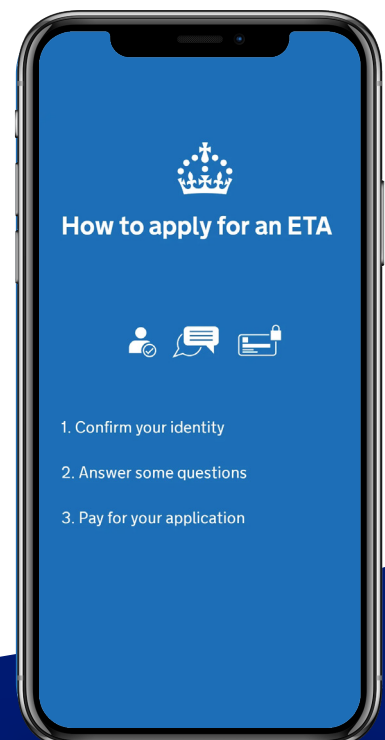 How to apply for an ETA
1. Confirm your identity
2. Answer some questions
3. Pay for your application